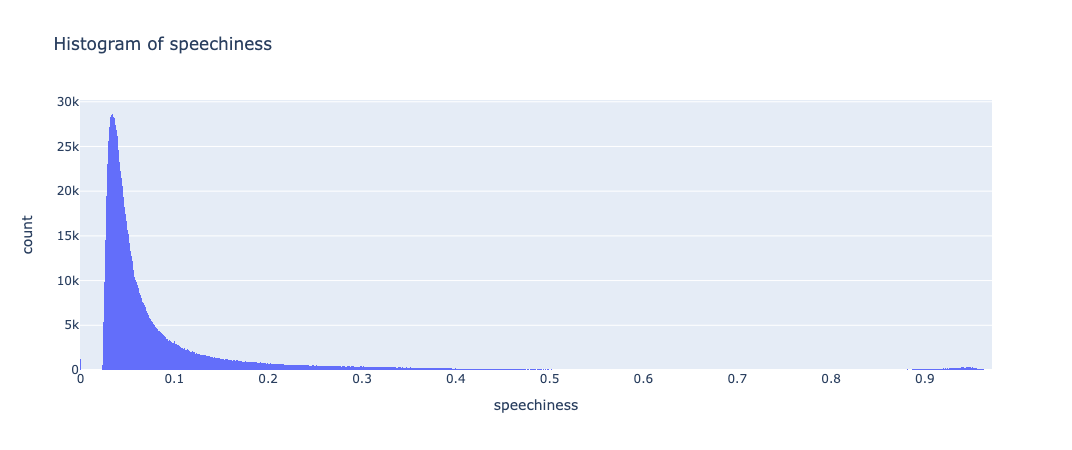 Histogram of speechiness
30k
25k
20k
15k
10k
5k
0
count
0 0.1 0.2 0.3 0.4 0.5 0.6 0.7 0.8 0.9
speechiness